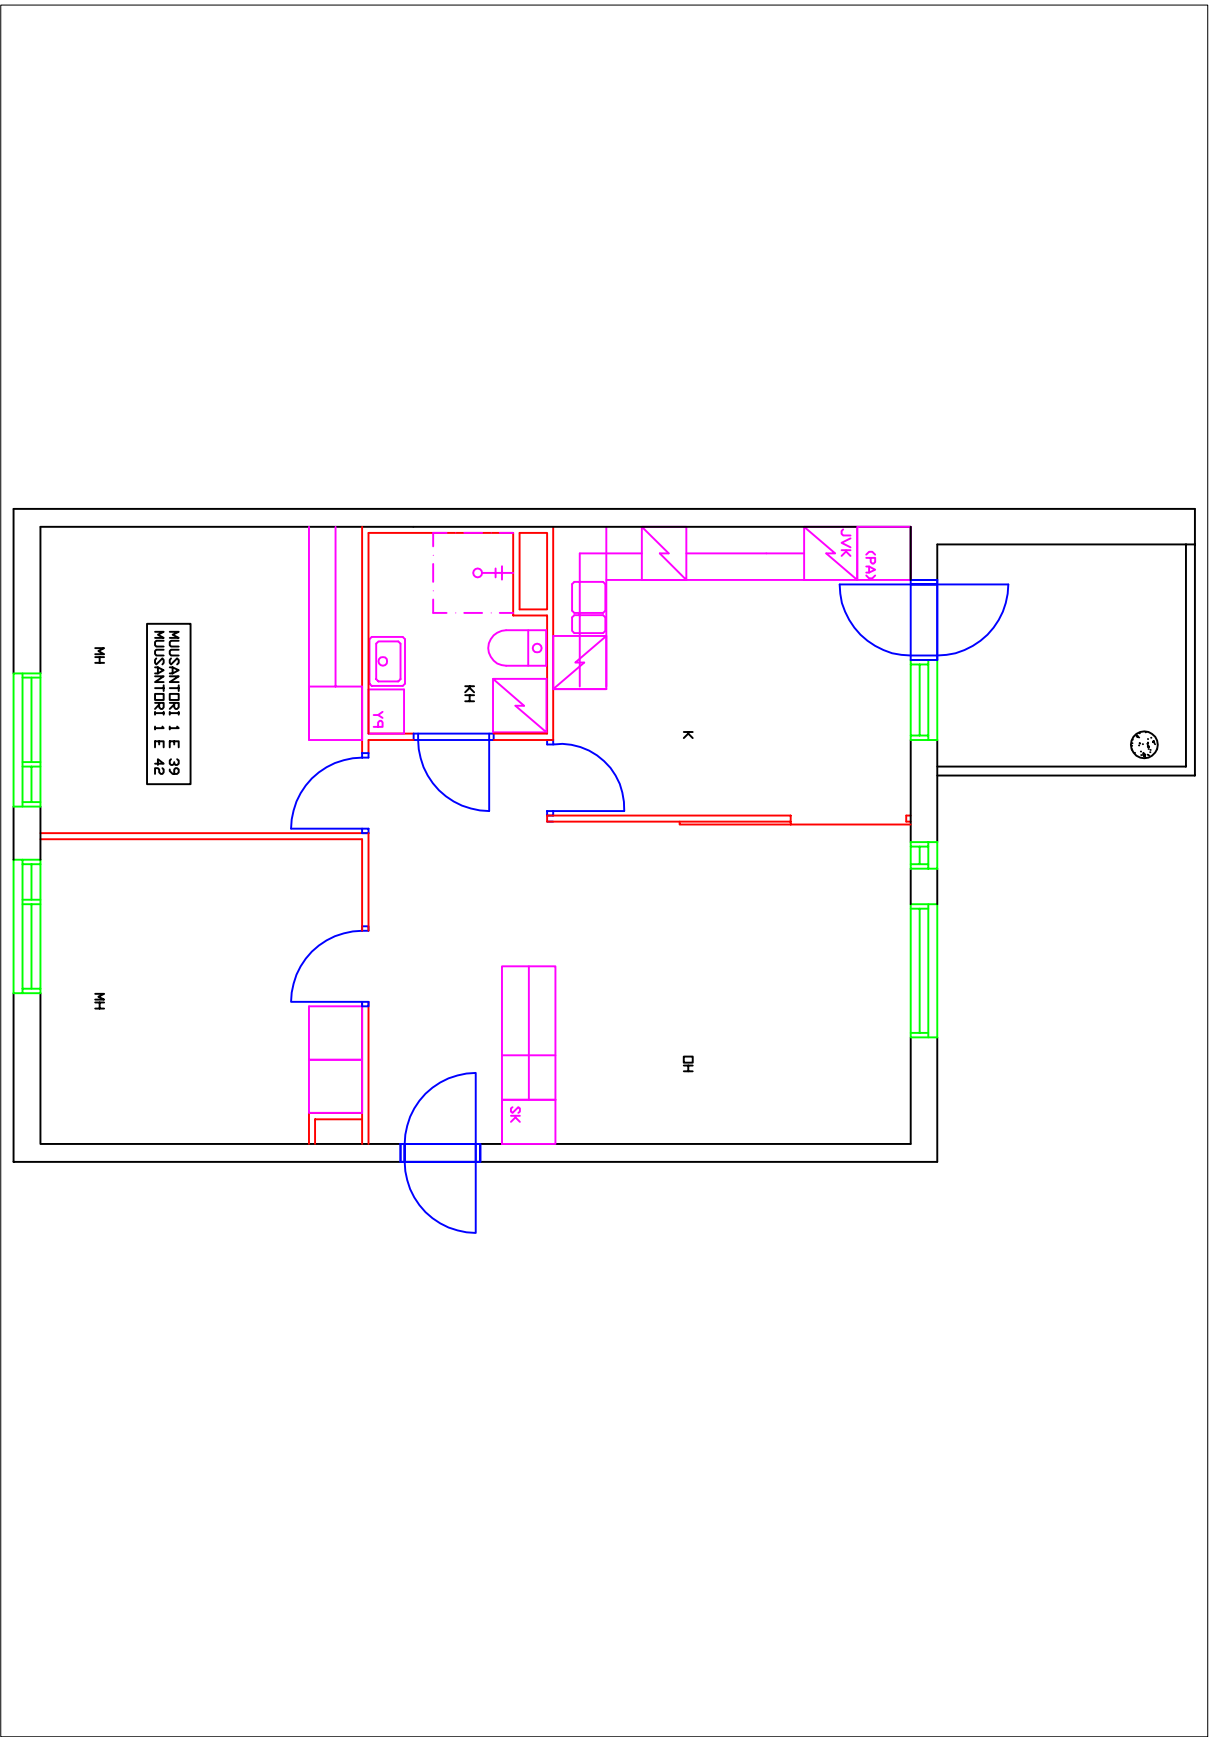 (PA)
JVK
K
OH
SK
KH
YP
MUUSANTORI 1 E 39
MUUSANTORI 1 E 42
MH
MH